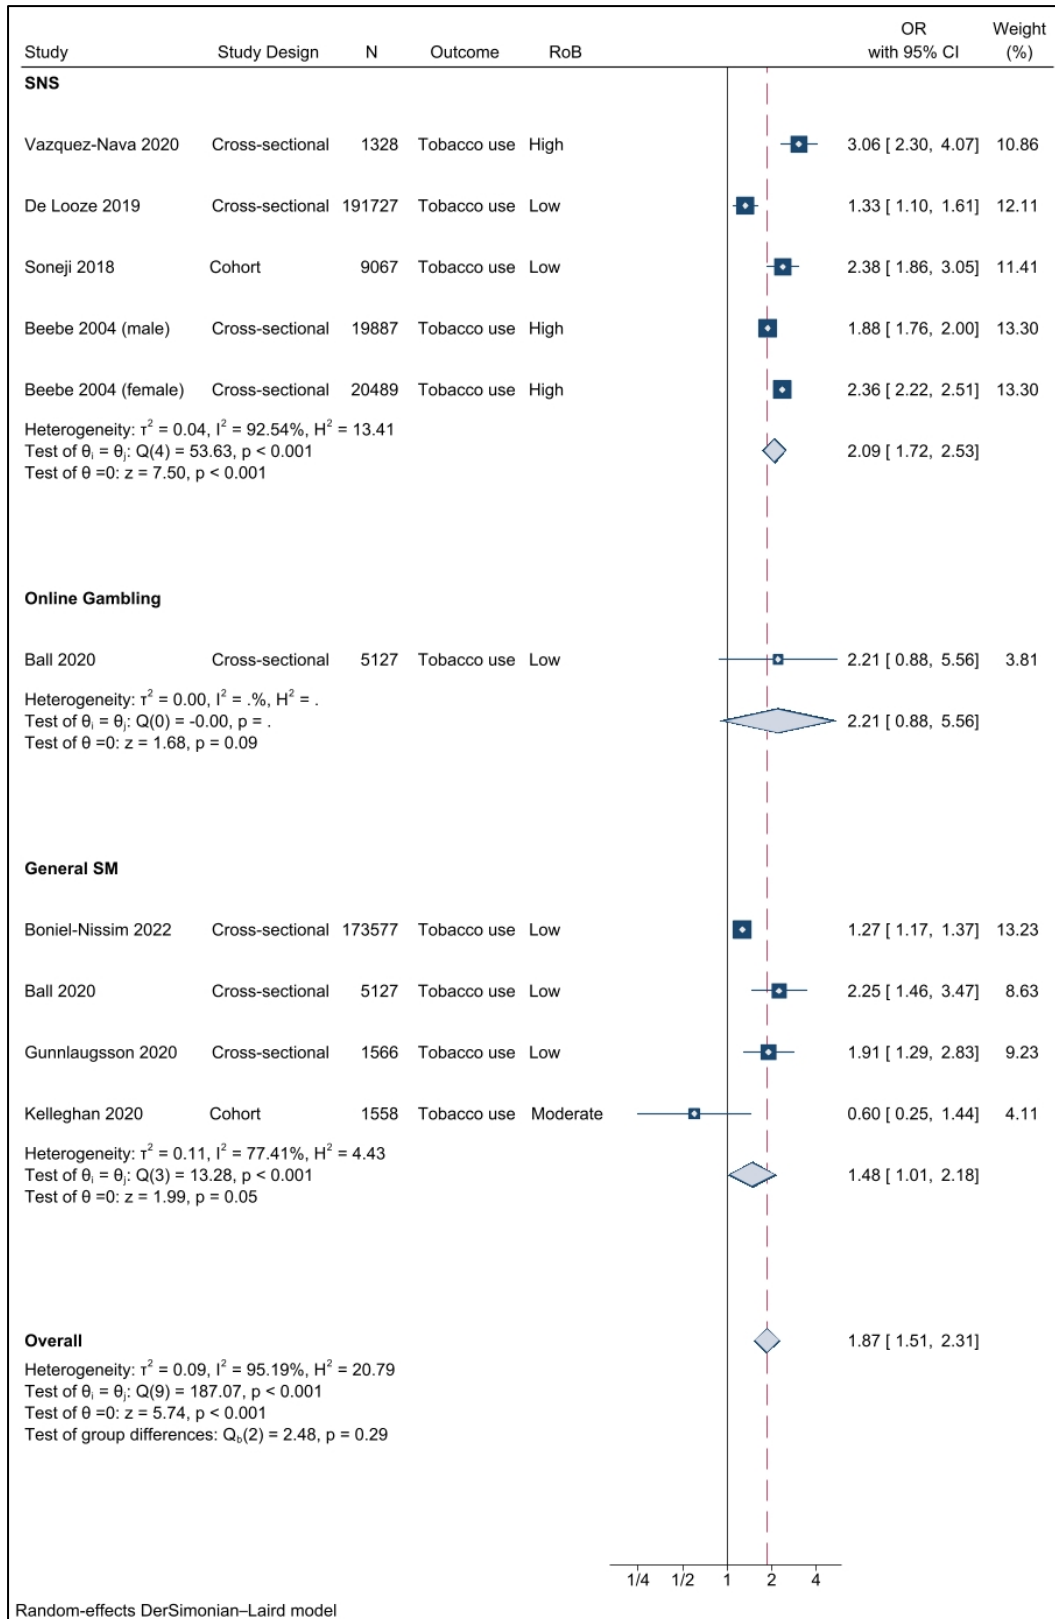 Study Study Design N Outcome RoB OR with 95% CI Weight (%)
SNS
Vazquez-Nava 2020 Cross-sectional 1328 Tobacco use High 3.06 [ 2.30, 4.07] 10.86
De Looze 2019 Cross-sectional 191727 Tobacco use Low 1.33 [ 1.10, 1.61] 12.11
Soneji 2018 Cohort 9067 Tobacco use Low 2.38 [ 1.86, 3.05] 11.41
Beebe 2004 (male) Cross-sectional 19887 Tobacco use High 1.88 [ 1.76, 2.00] 13.30
Beebe 2004 (female) Cross-sectional 20489 Tobacco use High 2.36 [ 2.22, 2.51] 13.30
Heterogeneity: τ² = 0.04, I² = 92.54%, H² = 13.41
Test of θᵢ = θⱼ: Q(4) = 53.63, p < 0.001 2.09 [ 1.72, 2.53]
Test of θ =0: z = 7.50, p < 0.001
Online Gambling
Ball 2020 Cross-sectional 5127 Tobacco use Low 2.21 [ 0.88, 5.56] 3.81
Heterogeneity: τ² = 0.00, I² = .%, H² = .
Test of θᵢ = θⱼ: Q(0) = -0.00, p = . 2.21 [ 0.88, 5.56]
Test of θ =0: z = 1.68, p = 0.09
General SM
Boniel-Nissim 2022 Cross-sectional 173577 Tobacco use Low 1.27 [ 1.17, 1.37] 13.23
Ball 2020 Cross-sectional 5127 Tobacco use Low 2.25 [ 1.46, 3.47] 8.63
Gunnlaugsson 2020 Cross-sectional 1566 Tobacco use Low 1.91 [ 1.29, 2.83] 9.23
Kelleghan 2020 Cohort 1558 Tobacco use Moderate 0.60 [ 0.25, 1.44] 4.11
Heterogeneity: τ² = 0.11, I² = 77.41%, H² = 4.43
Test of θᵢ = θⱼ: Q(3) = 13.28, p < 0.001 1.48 [ 1.01, 2.18]
Test of θ =0: z = 1.99, p = 0.05
Overall 1.87 [ 1.51, 2.31]
Heterogeneity: τ² = 0.09, I² = 95.19%, H² = 20.79
Test of θᵢ = θⱼ: Q(9) = 187.07, p < 0.001
Test of θ =0: z = 5.74, p < 0.001
Test of group differences: Q_b(2) = 2.48, p = 0.29
1/4 1/2 1 2 4
Random-effects DerSimonian–Laird model